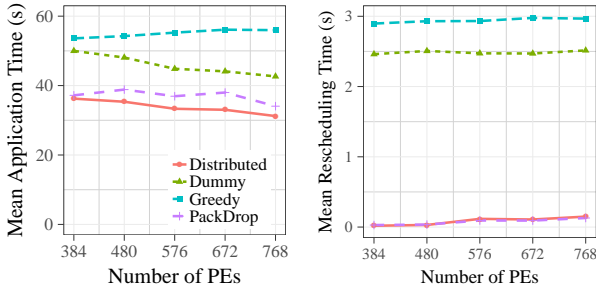 Mean Application Time (s)
60
40
20
0
384
480
576
672
768
Number of PEs
Distributed
Dummy
Greedy
PackDrop
Mean Rescheduling Time (s)
3
2
1
0
384
480
576
672
768
Number of PEs